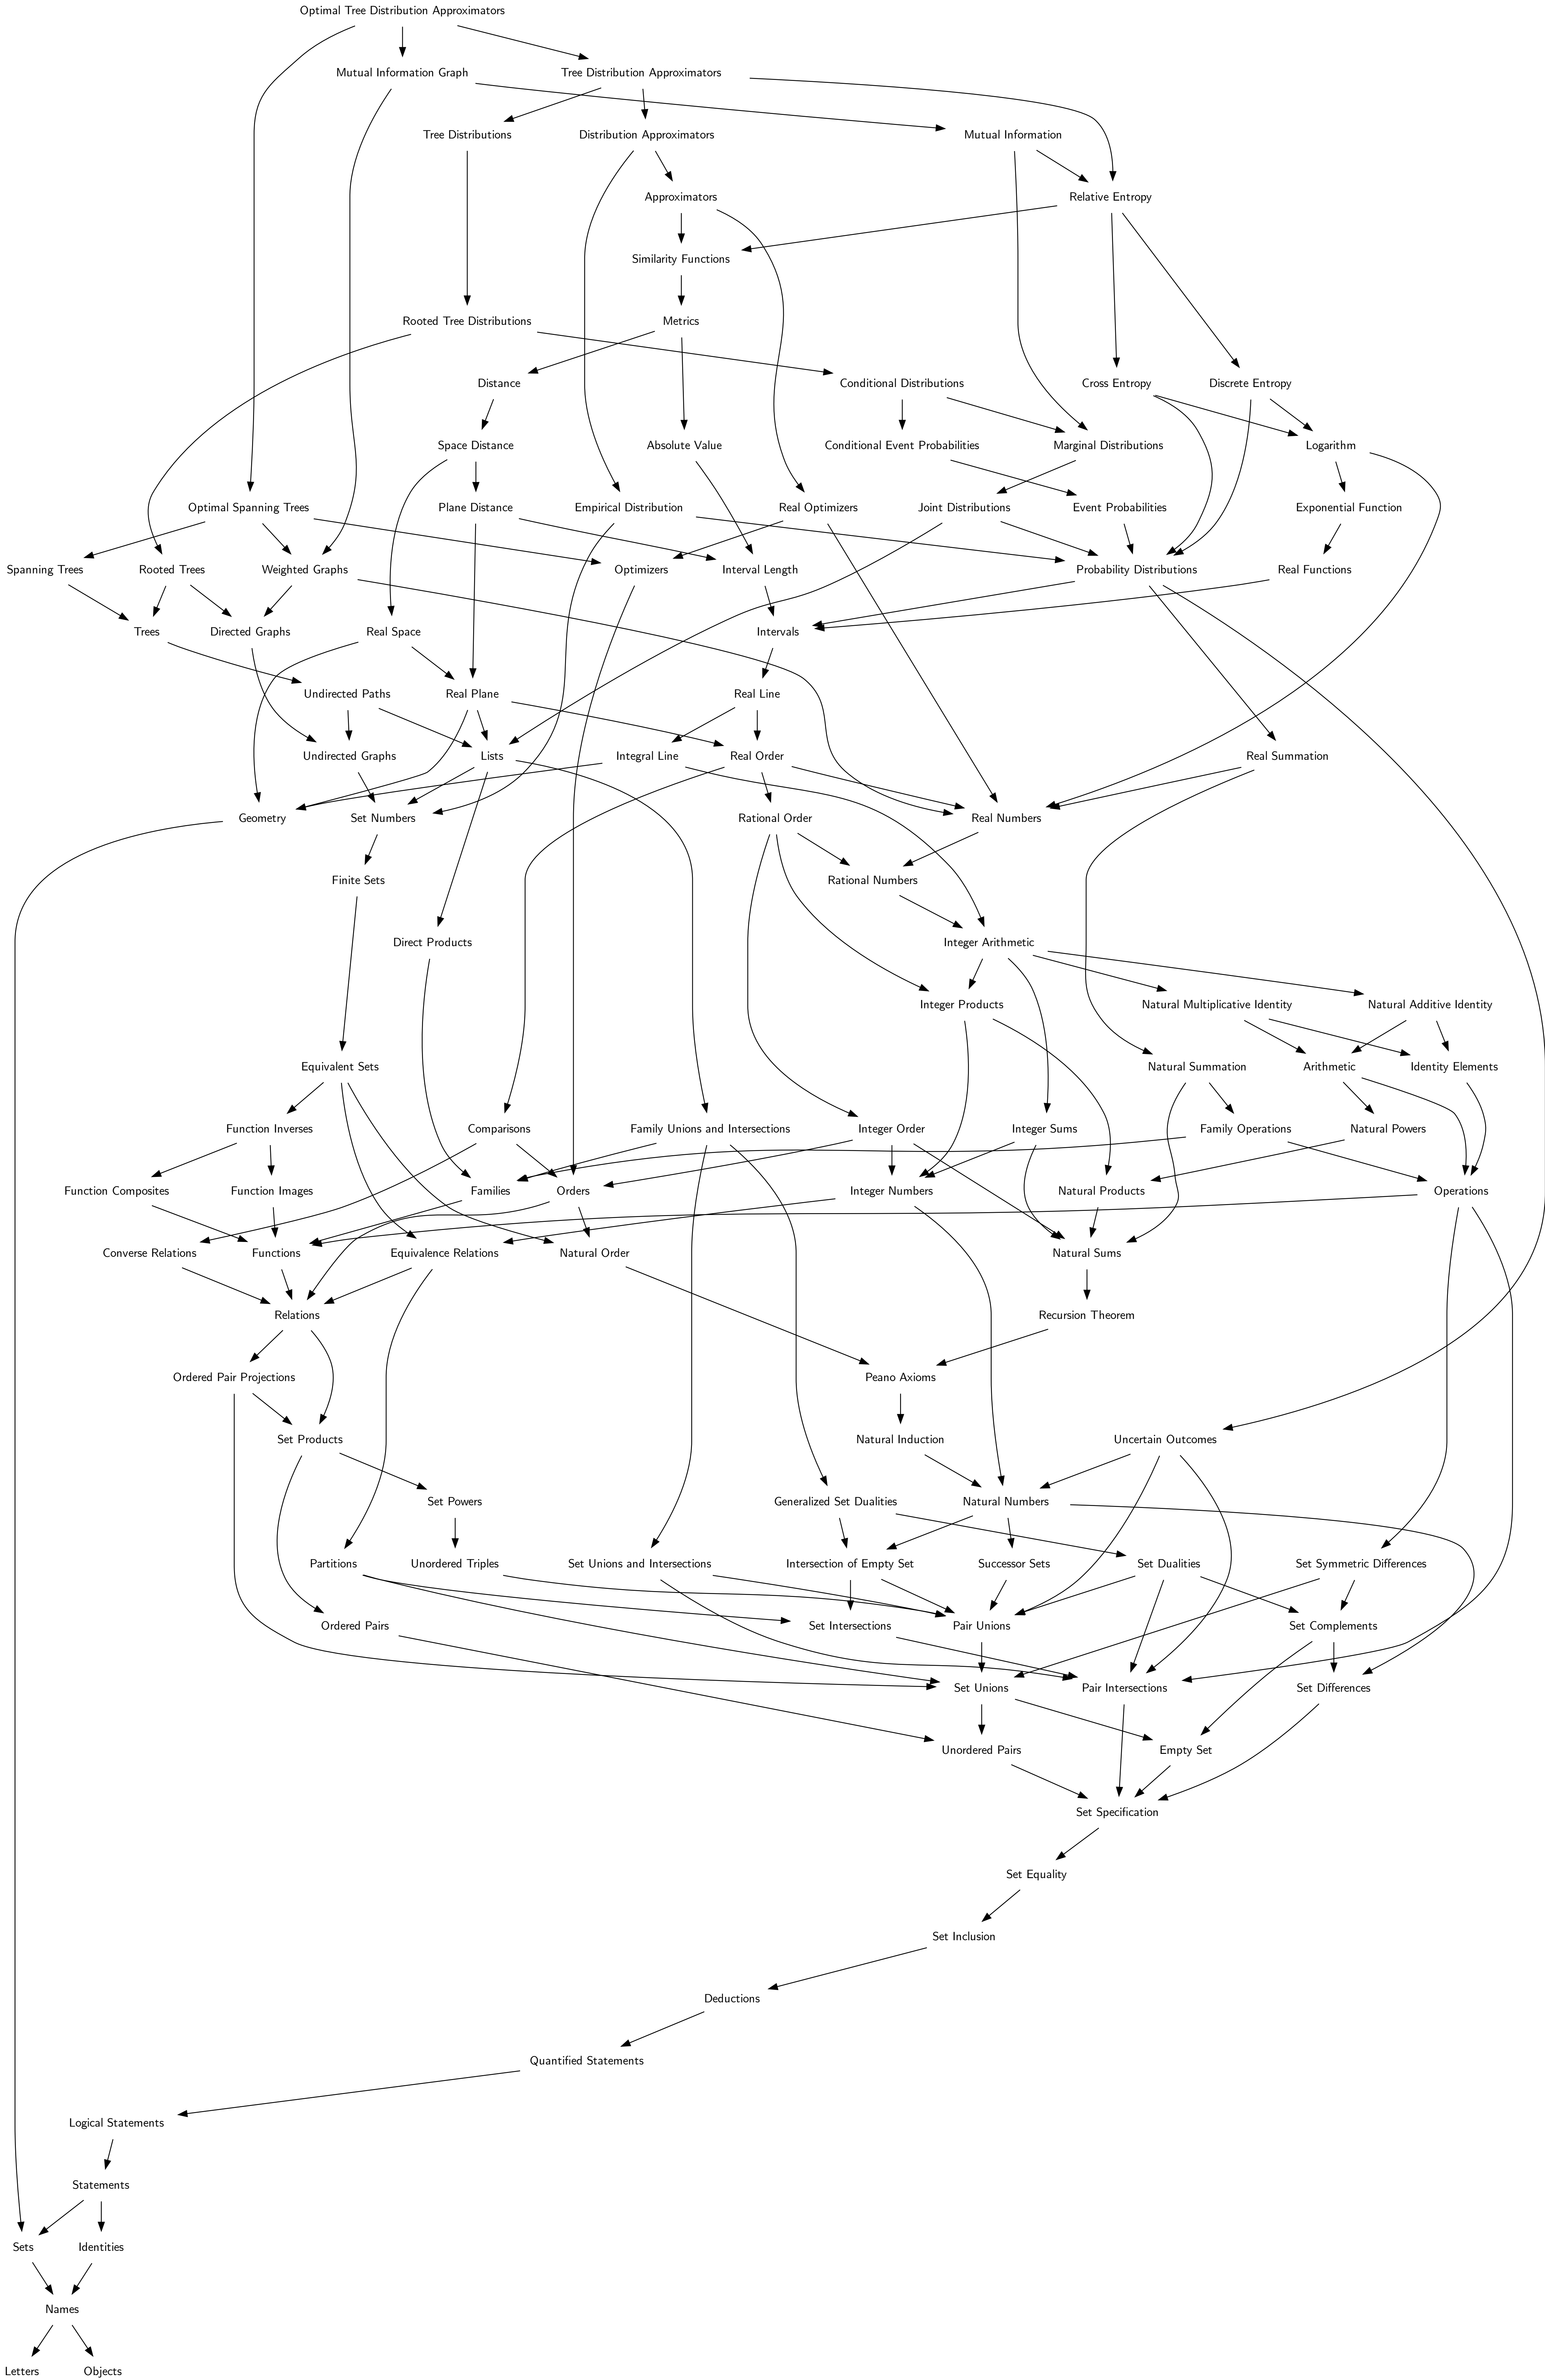 Optimal Tree Distribution Approximators
Mutual Information Graph
Tree Distribution Approximators
Tree Distributions
Distribution Approximators
Mutual Information
Approximators
Relative Entropy
Similarity Functions
Rooted Tree Distributions
Metrics
Distance
Conditional Distributions
Cross Entropy
Discrete Entropy
Space Distance
Absolute Value
Conditional Event Probabilities
Marginal Distributions
Logarithm
Optimal Spanning Trees
Plane Distance
Empirical Distribution
Real Optimizers
Joint Distributions
Event Probabilities
Exponential Function
Spanning Trees
Rooted Trees
Weighted Graphs
Optimizers
Interval Length
Probability Distributions
Real Functions
Trees
Directed Graphs
Real Space
Intervals
Undirected Paths
Real Plane
Real Line
Undirected Graphs
Lists
Integral Line
Real Order
Real Summation
Geometry
Set Numbers
Rational Order
Real Numbers
Finite Sets
Rational Numbers
Direct Products
Integer Arithmetic
Integer Products
Natural Multiplicative Identity
Natural Additive Identity
Equivalent Sets
Natural Summation
Arithmetic
Identity Elements
Function Inverses
Comparisons
Family Unions and Intersections
Integer Order
Integer Sums
Family Operations
Natural Powers
Function Composites
Function Images
Families
Orders
Integer Numbers
Natural Products
Operations
Converse Relations
Functions
Equivalence Relations
Natural Order
Natural Sums
Relations
Recursion Theorem
Ordered Pair Projections
Peano Axioms
Set Products
Natural Induction
Uncertain Outcomes
Set Powers
Generalized Set Dualities
Natural Numbers
Partitions
Unordered Triples
Set Unions and Intersections
Intersection of Empty Set
Successor Sets
Set Dualities
Set Symmetric Differences
Ordered Pairs
Set Intersections
Pair Unions
Set Complements
Set Unions
Pair Intersections
Set Differences
Unordered Pairs
Empty Set
Set Specification
Set Equality
Set Inclusion
Deductions
Quantified Statements
Logical Statements
Statements
Sets
Identities
Names
Letters
Objects